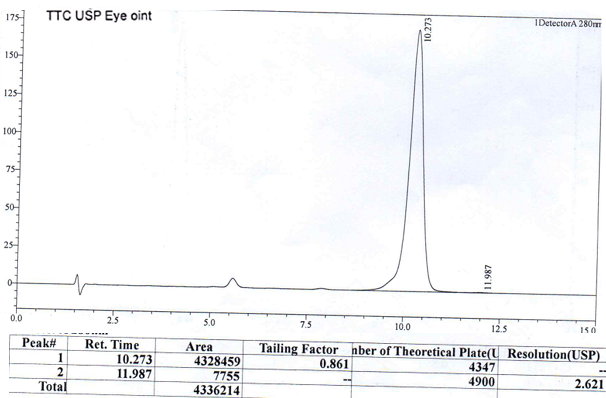 TTC USP Eye oint
1DetectorA 280nm
175
150
125
100
75
50
25
0
10.273
11.987
0.0 2.5 5.0 7.5 10.0 12.5 15.0
Peak# Ret. Time Area Tailing Factor nber of Theoretical Plate(U Resolution(USP)
1 10.273 4328459 0.861 4347 --
2 11.987 7755 -- 4900 2.621
Total 4336214